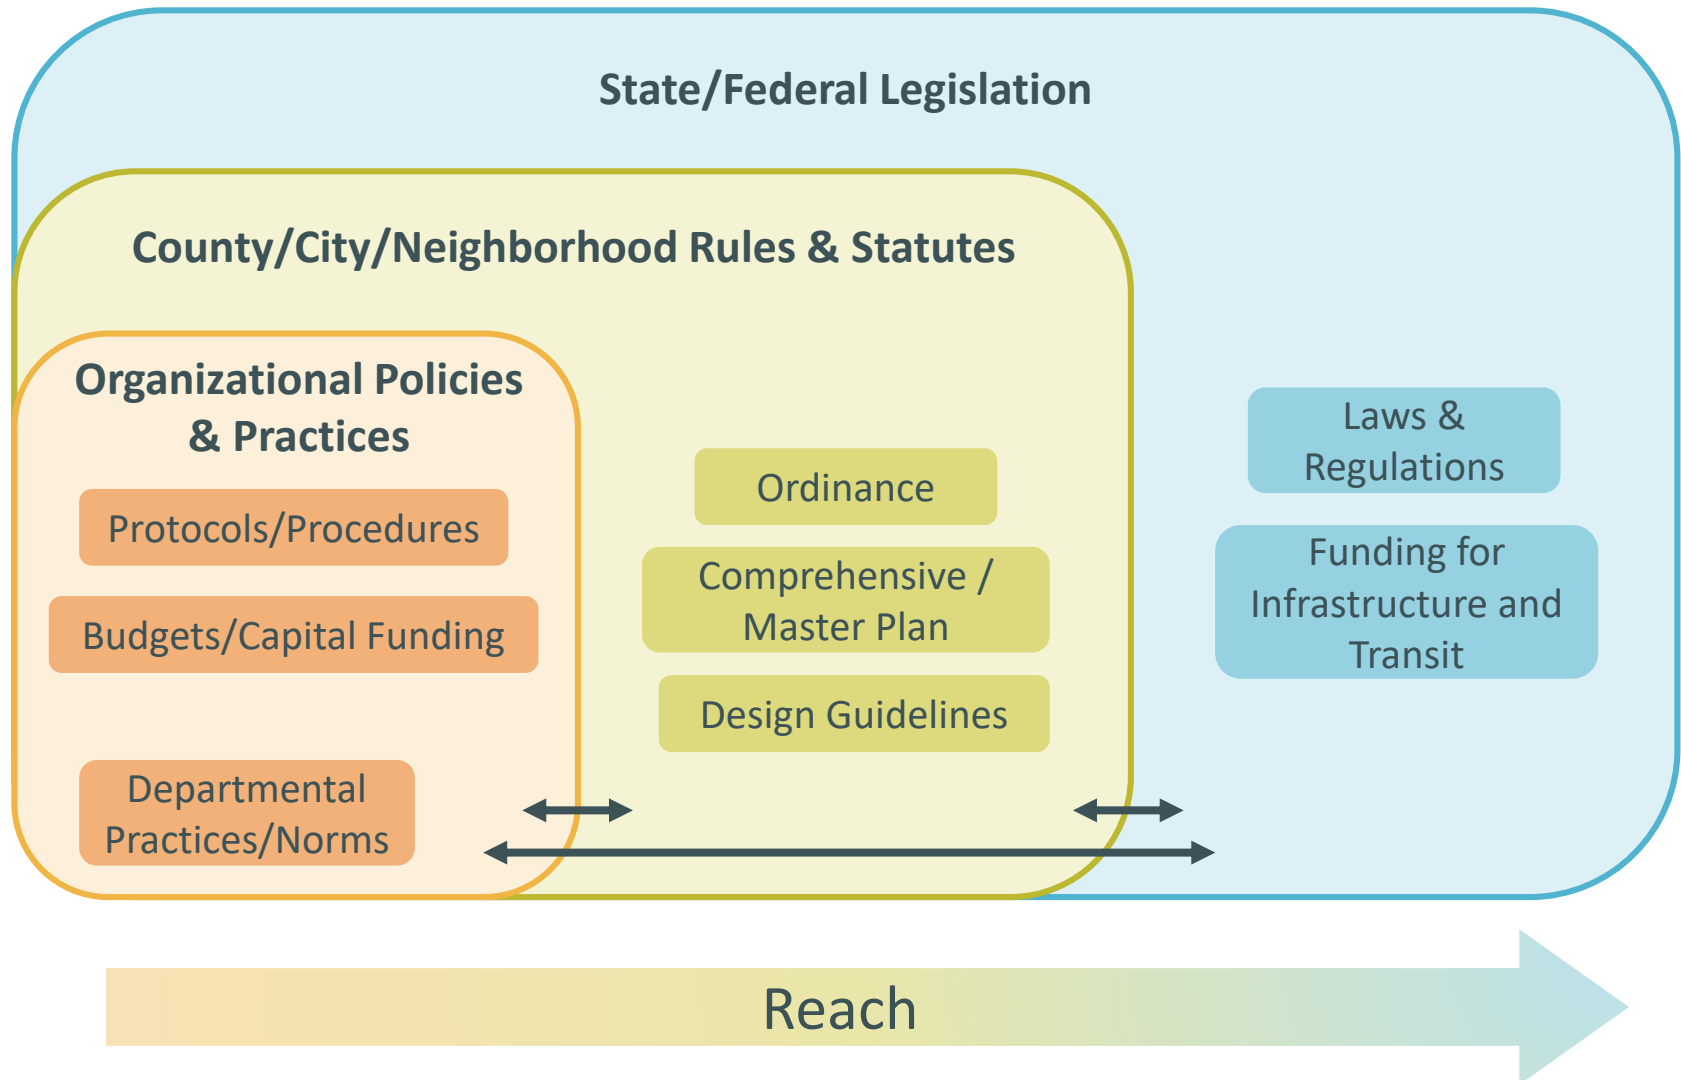 State/Federal Legislation
County/City/Neighborhood Rules & Statutes
Organizational Policies
& Practices
Protocols/Procedures
Budgets/Capital Funding
Departmental
Practices/Norms
Ordinance
Comprehensive /
Master Plan
Design Guidelines
Laws &
Regulations
Funding for
Infrastructure and
Transit
Reach